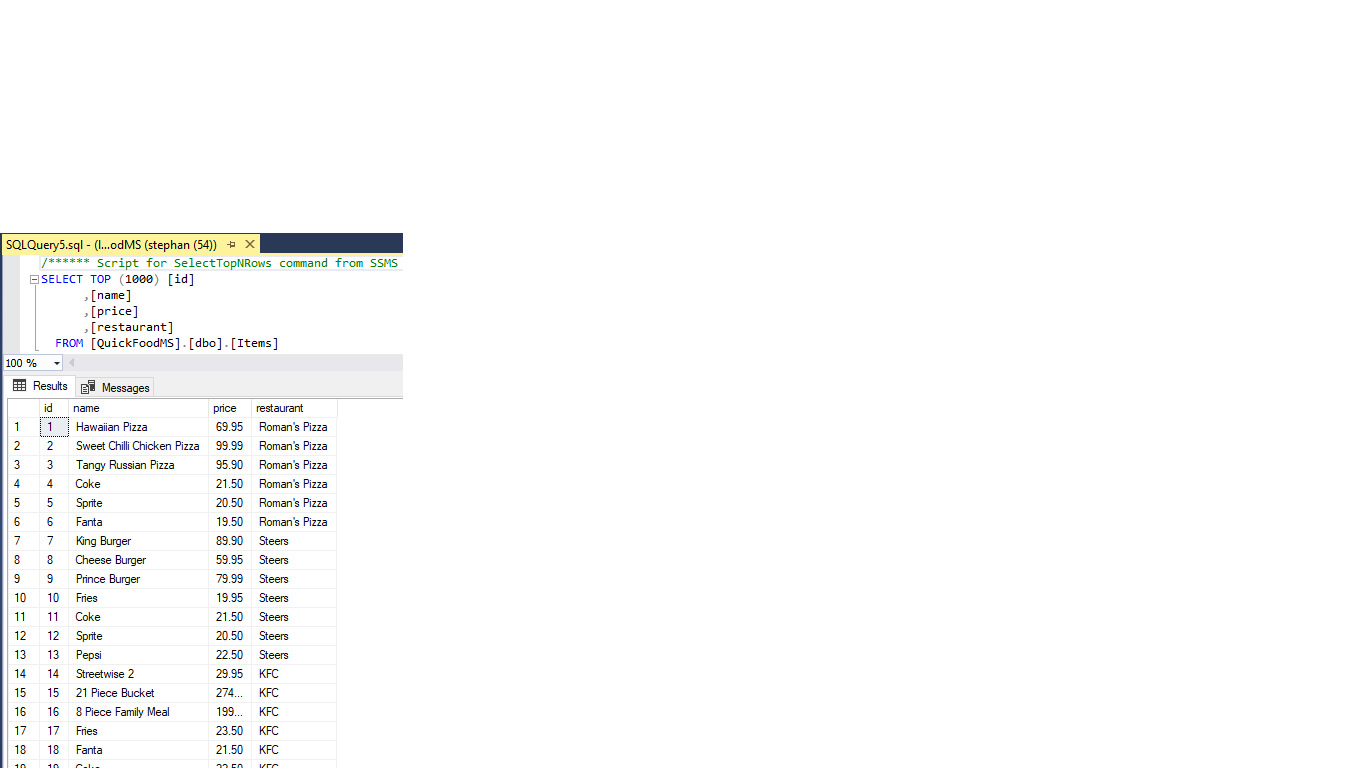 SQLQuery5.sql - (l...odMS (stephan (54))
/****** Script for SelectTopNRows command from SSMS
SELECT TOP (1000) [id]
,[name]
,[price]
,[restaurant]
FROM [QuickFoodMS].[dbo].[Items]
100 %
Results Messages
id name price restaurant
1 1 Hawaiian Pizza 69.95 Roman's Pizza
2 2 Sweet Chilli Chicken Pizza 99.99 Roman's Pizza
3 3 Tangy Russian Pizza 95.90 Roman's Pizza
4 4 Coke 21.50 Roman's Pizza
5 5 Sprite 20.50 Roman's Pizza
6 6 Fanta 19.50 Roman's Pizza
7 7 King Burger 89.90 Steers
8 8 Cheese Burger 59.95 Steers
9 9 Prince Burger 79.99 Steers
10 10 Fries 19.95 Steers
11 11 Coke 21.50 Steers
12 12 Sprite 20.50 Steers
13 13 Pepsi 22.50 Steers
14 14 Streetwise 2 29.95 KFC
15 15 21 Piece Bucket 274... KFC
16 16 8 Piece Family Meal 199... KFC
17 17 Fries 23.50 KFC
18 18 Fanta 21.50 KFC
19 19 Coke 22.50 KFC